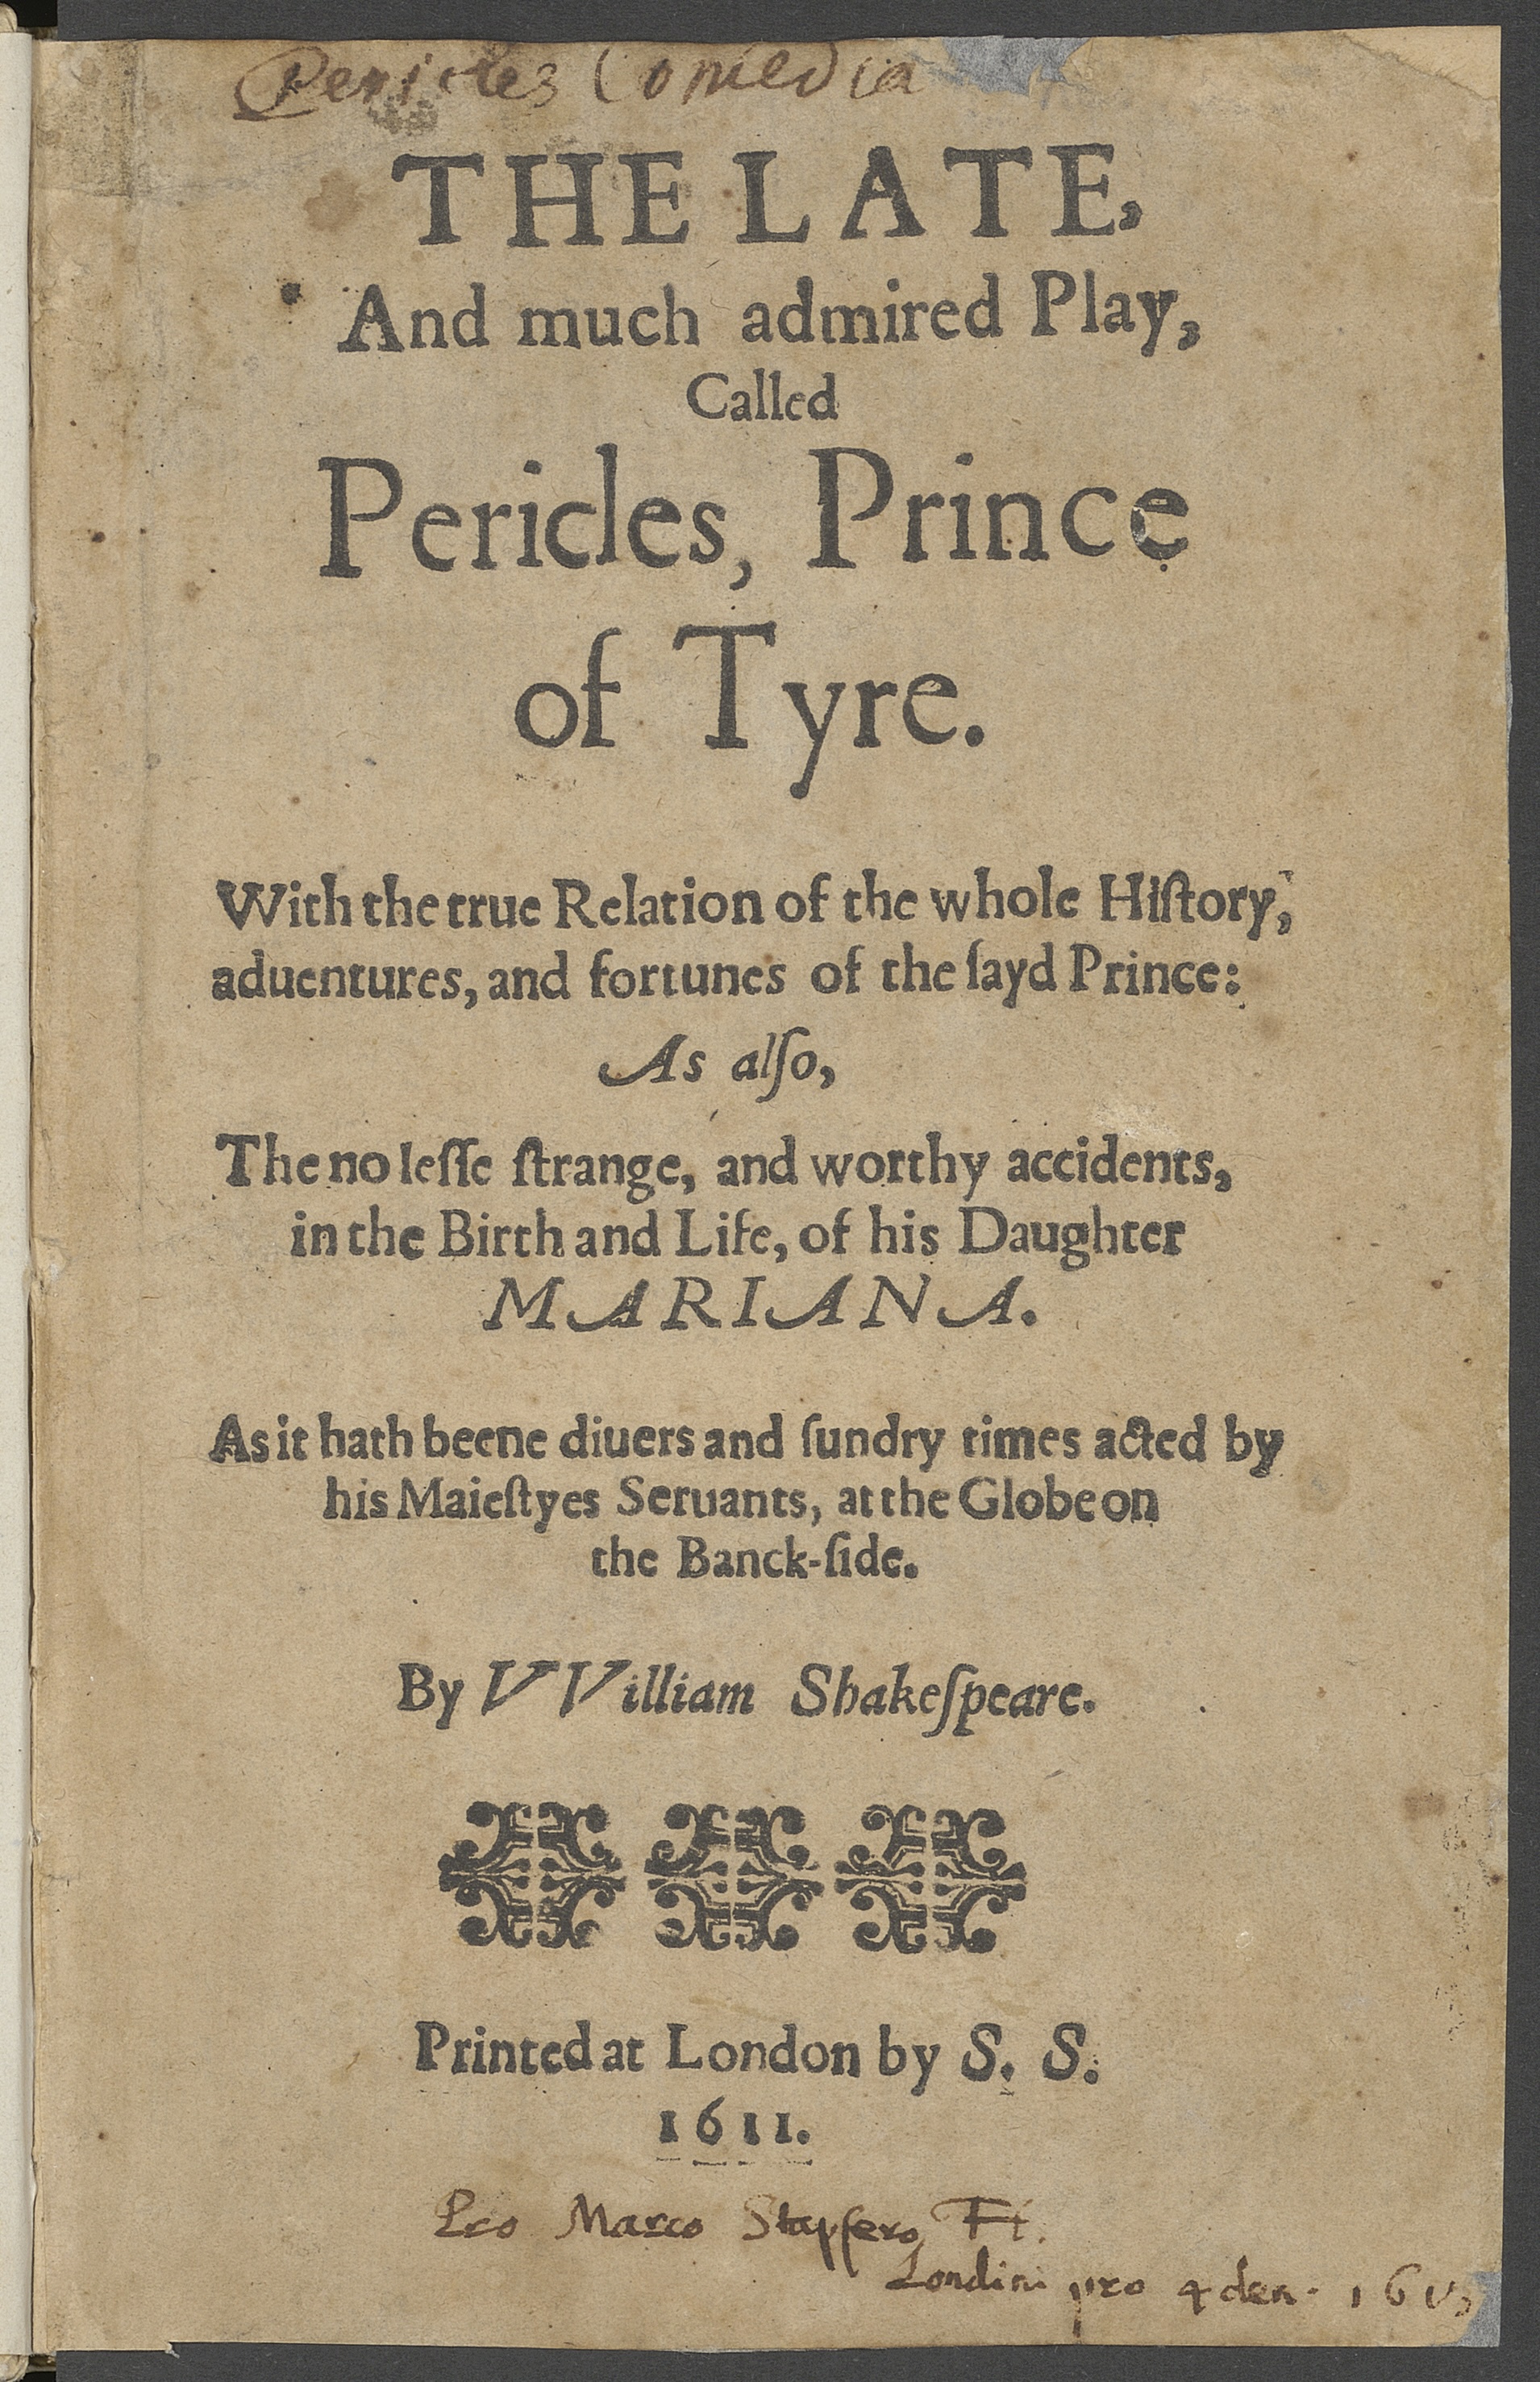 Pericles Comedia
THE LATE,
And much admired Play,
Called
Pericles, Prince
of Tyre.
With the true Relation of the whole Hiſtory,
aduentures, and fortunes of the ſayd Prince:
As alſo,
The no leſſe ſtrange, and worthy accidents,
in the Birth and Life, of his Daughter
MARIANA.
As it hath beene diuers and ſundry times acted by
his Maieſtyes Seruants, at the Globe on
the Banck-ſide.
By VVilliam Shakeſpeare.
Printed at London by S. S.
1611.
Pro Marco Stapfero
Londini pro 4 den.